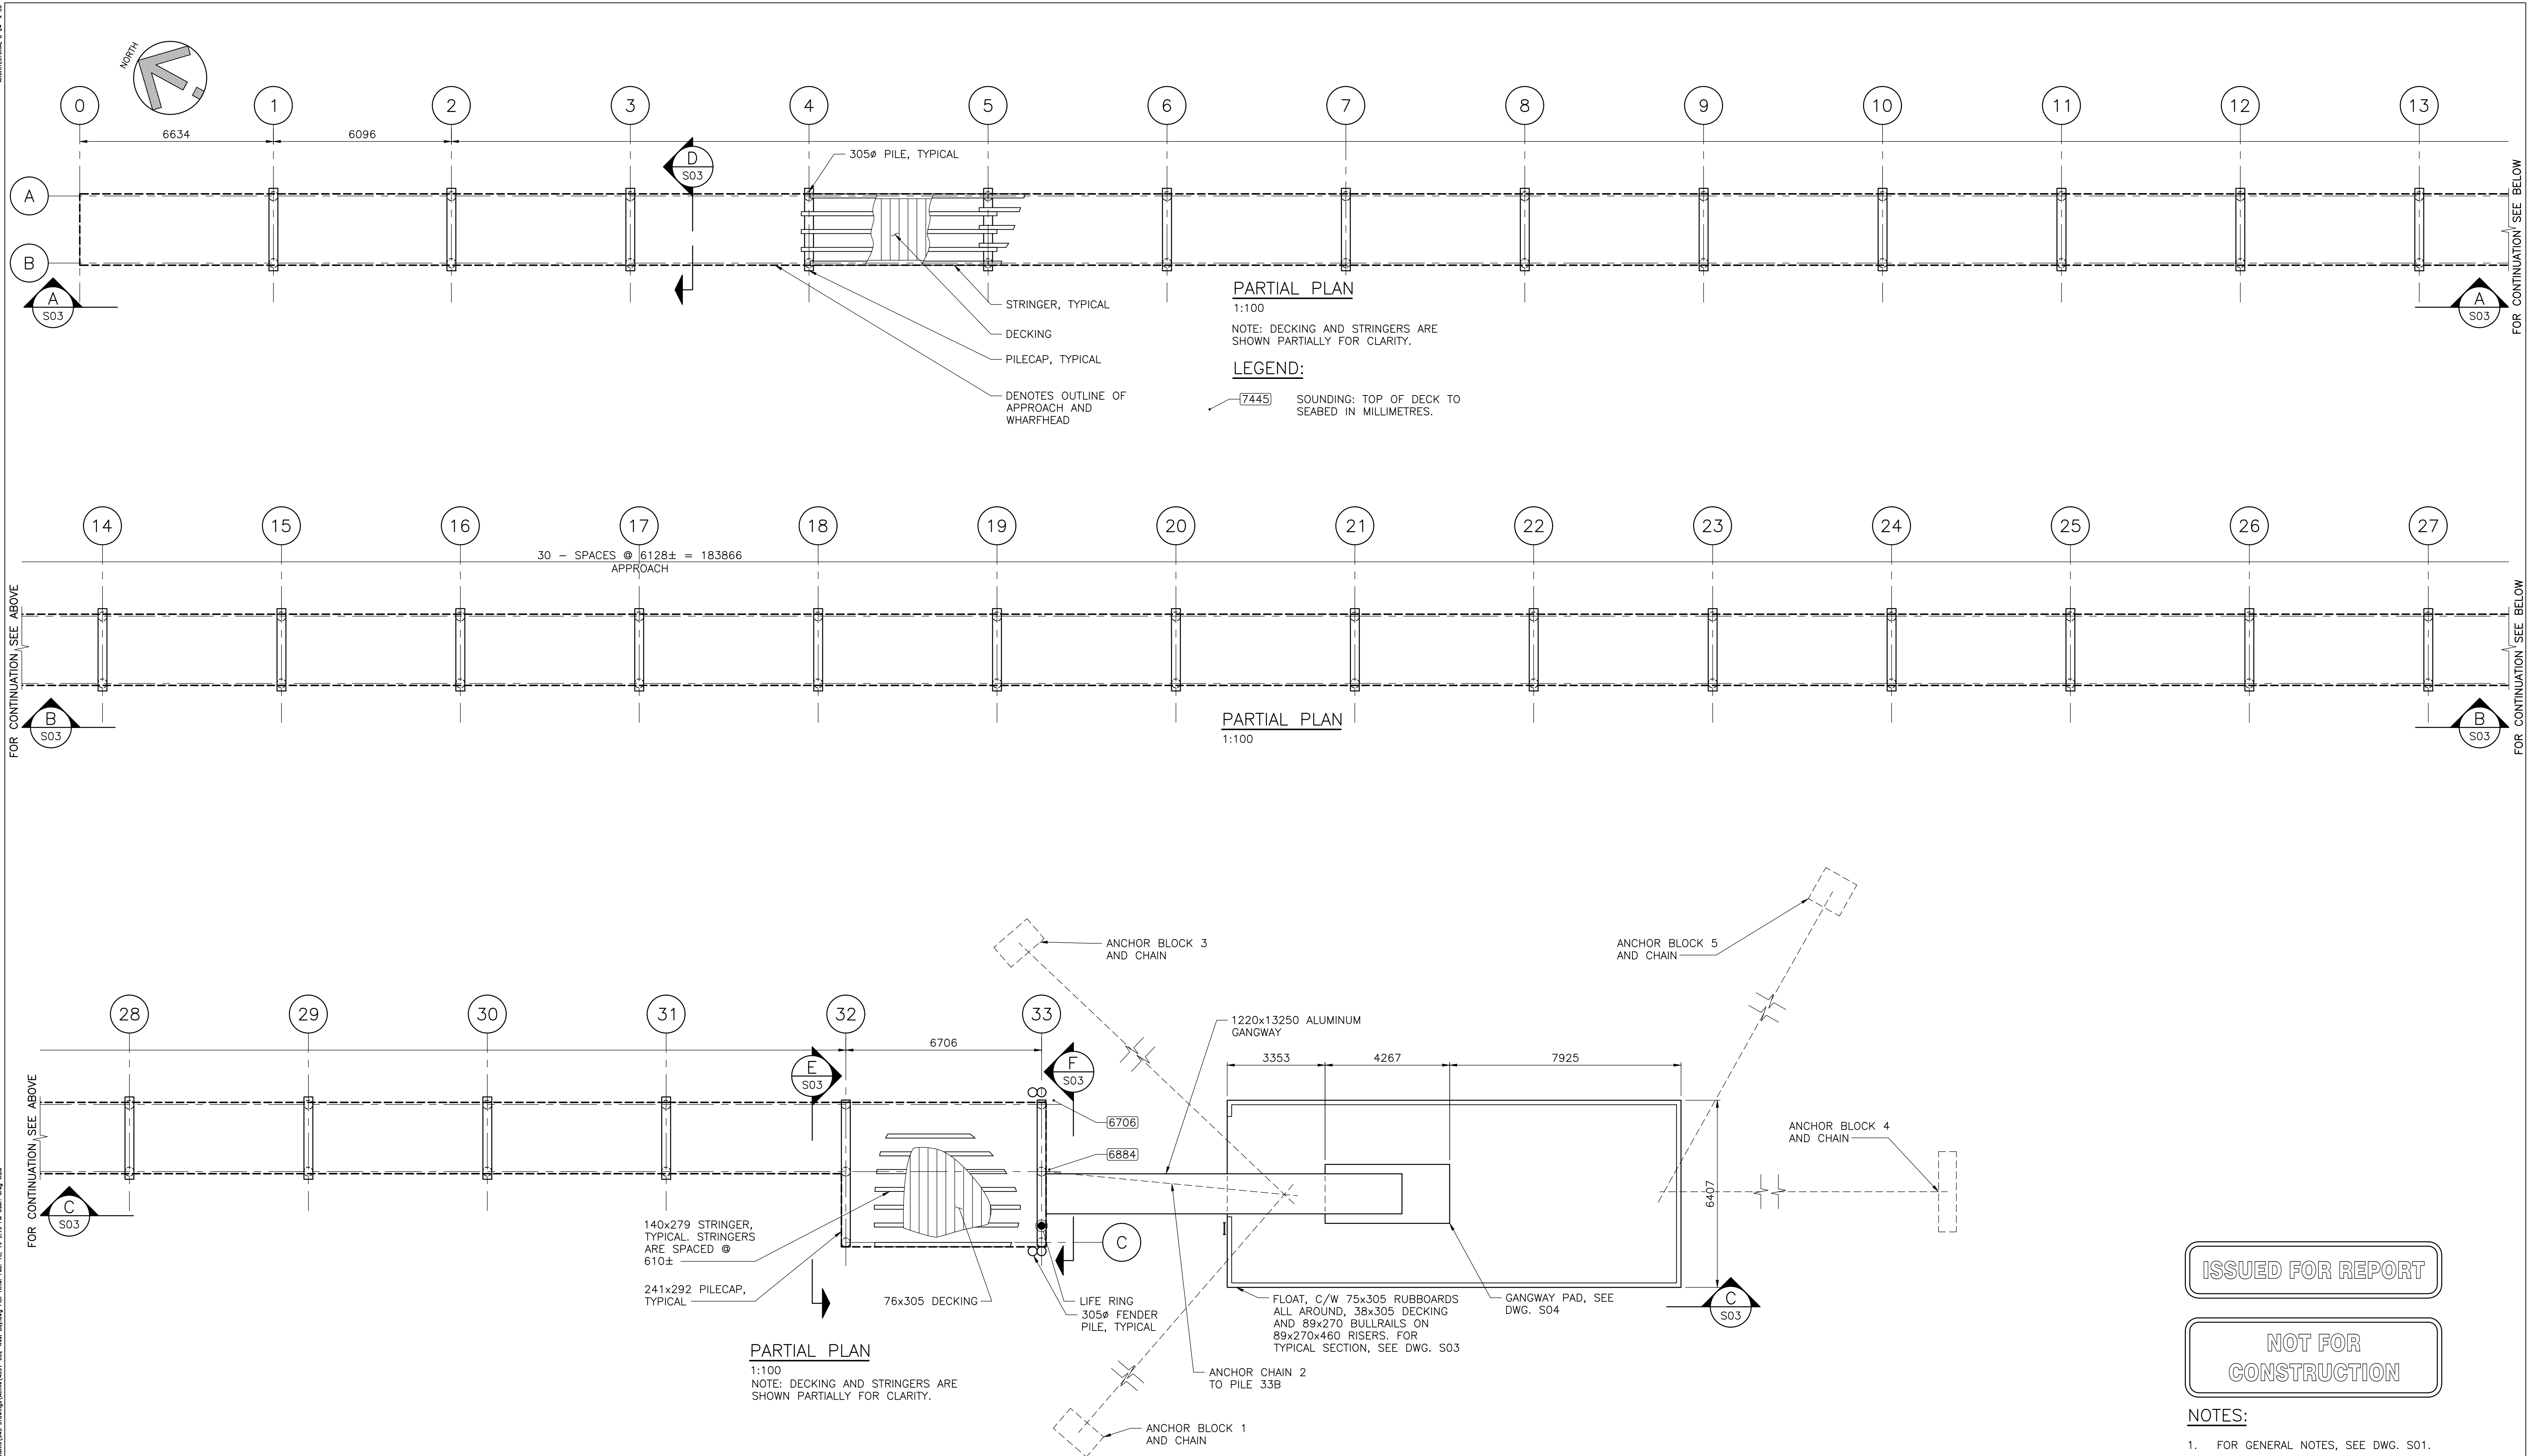 NORTH
0
1
2
3
4
5
6
7
8
9
10
11
12
13
6634
6096
D
S03
305ø PILE, TYPICAL
A
B
A
S03
STRINGER, TYPICAL
DECKING
PILECAP, TYPICAL
DENOTES OUTLINE OF
APPROACH AND
WHARFHEAD
PARTIAL PLAN
1:100
NOTE: DECKING AND STRINGERS ARE
SHOWN PARTIALLY FOR CLARITY.
LEGEND:
7445
SOUNDING: TOP OF DECK TO
SEABED IN MILLIMETRES.
A
S03
FOR CONTINUATION SEE BELOW
14
15
16
17
18
19
20
21
22
23
24
25
26
27
30 - SPACES @ 6128± = 183866
APPROACH
FOR CONTINUATION SEE ABOVE
B
S03
PARTIAL PLAN
1:100
B
S03
FOR CONTINUATION SEE BELOW
ANCHOR BLOCK 3
AND CHAIN
ANCHOR BLOCK 5
AND CHAIN
28
29
30
31
32
33
1220x13250 ALUMINUM
GANGWAY
6706
E
S03
F
S03
3353
4267
7925
6706
6884
6407
ANCHOR BLOCK 4
AND CHAIN
FOR CONTINUATION SEE ABOVE
C
S03
140x279 STRINGER,
TYPICAL. STRINGERS
ARE SPACED @
610±
241x292 PILECAP,
TYPICAL
76x305 DECKING
C
LIFE RING
305ø FENDER
PILE, TYPICAL
FLOAT, C/W 75x305 RUBBOARDS
ALL AROUND, 38x305 DECKING
AND 89x270 BULLRAILS ON
89x270x460 RISERS. FOR
TYPICAL SECTION, SEE DWG. S03
GANGWAY PAD, SEE
DWG. S04
C
S03
PARTIAL PLAN
1:100
NOTE: DECKING AND STRINGERS ARE
SHOWN PARTIALLY FOR CLARITY.
ANCHOR CHAIN 2
TO PILE 33B
ANCHOR BLOCK 1
AND CHAIN
ISSUED FOR REPORT
NOT FOR
CONSTRUCTION
NOTES:
1. FOR GENERAL NOTES, SEE DWG. S01.